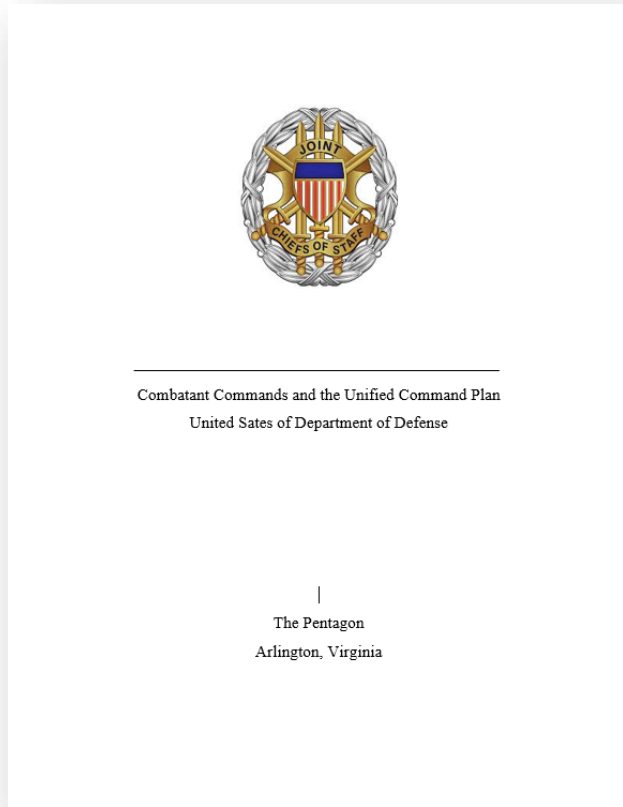 JOINT
CHIEFS OF STAFF
Combatant Commands and the Unified Command Plan
United Sates of Department of Defense
The Pentagon
Arlington, Virginia